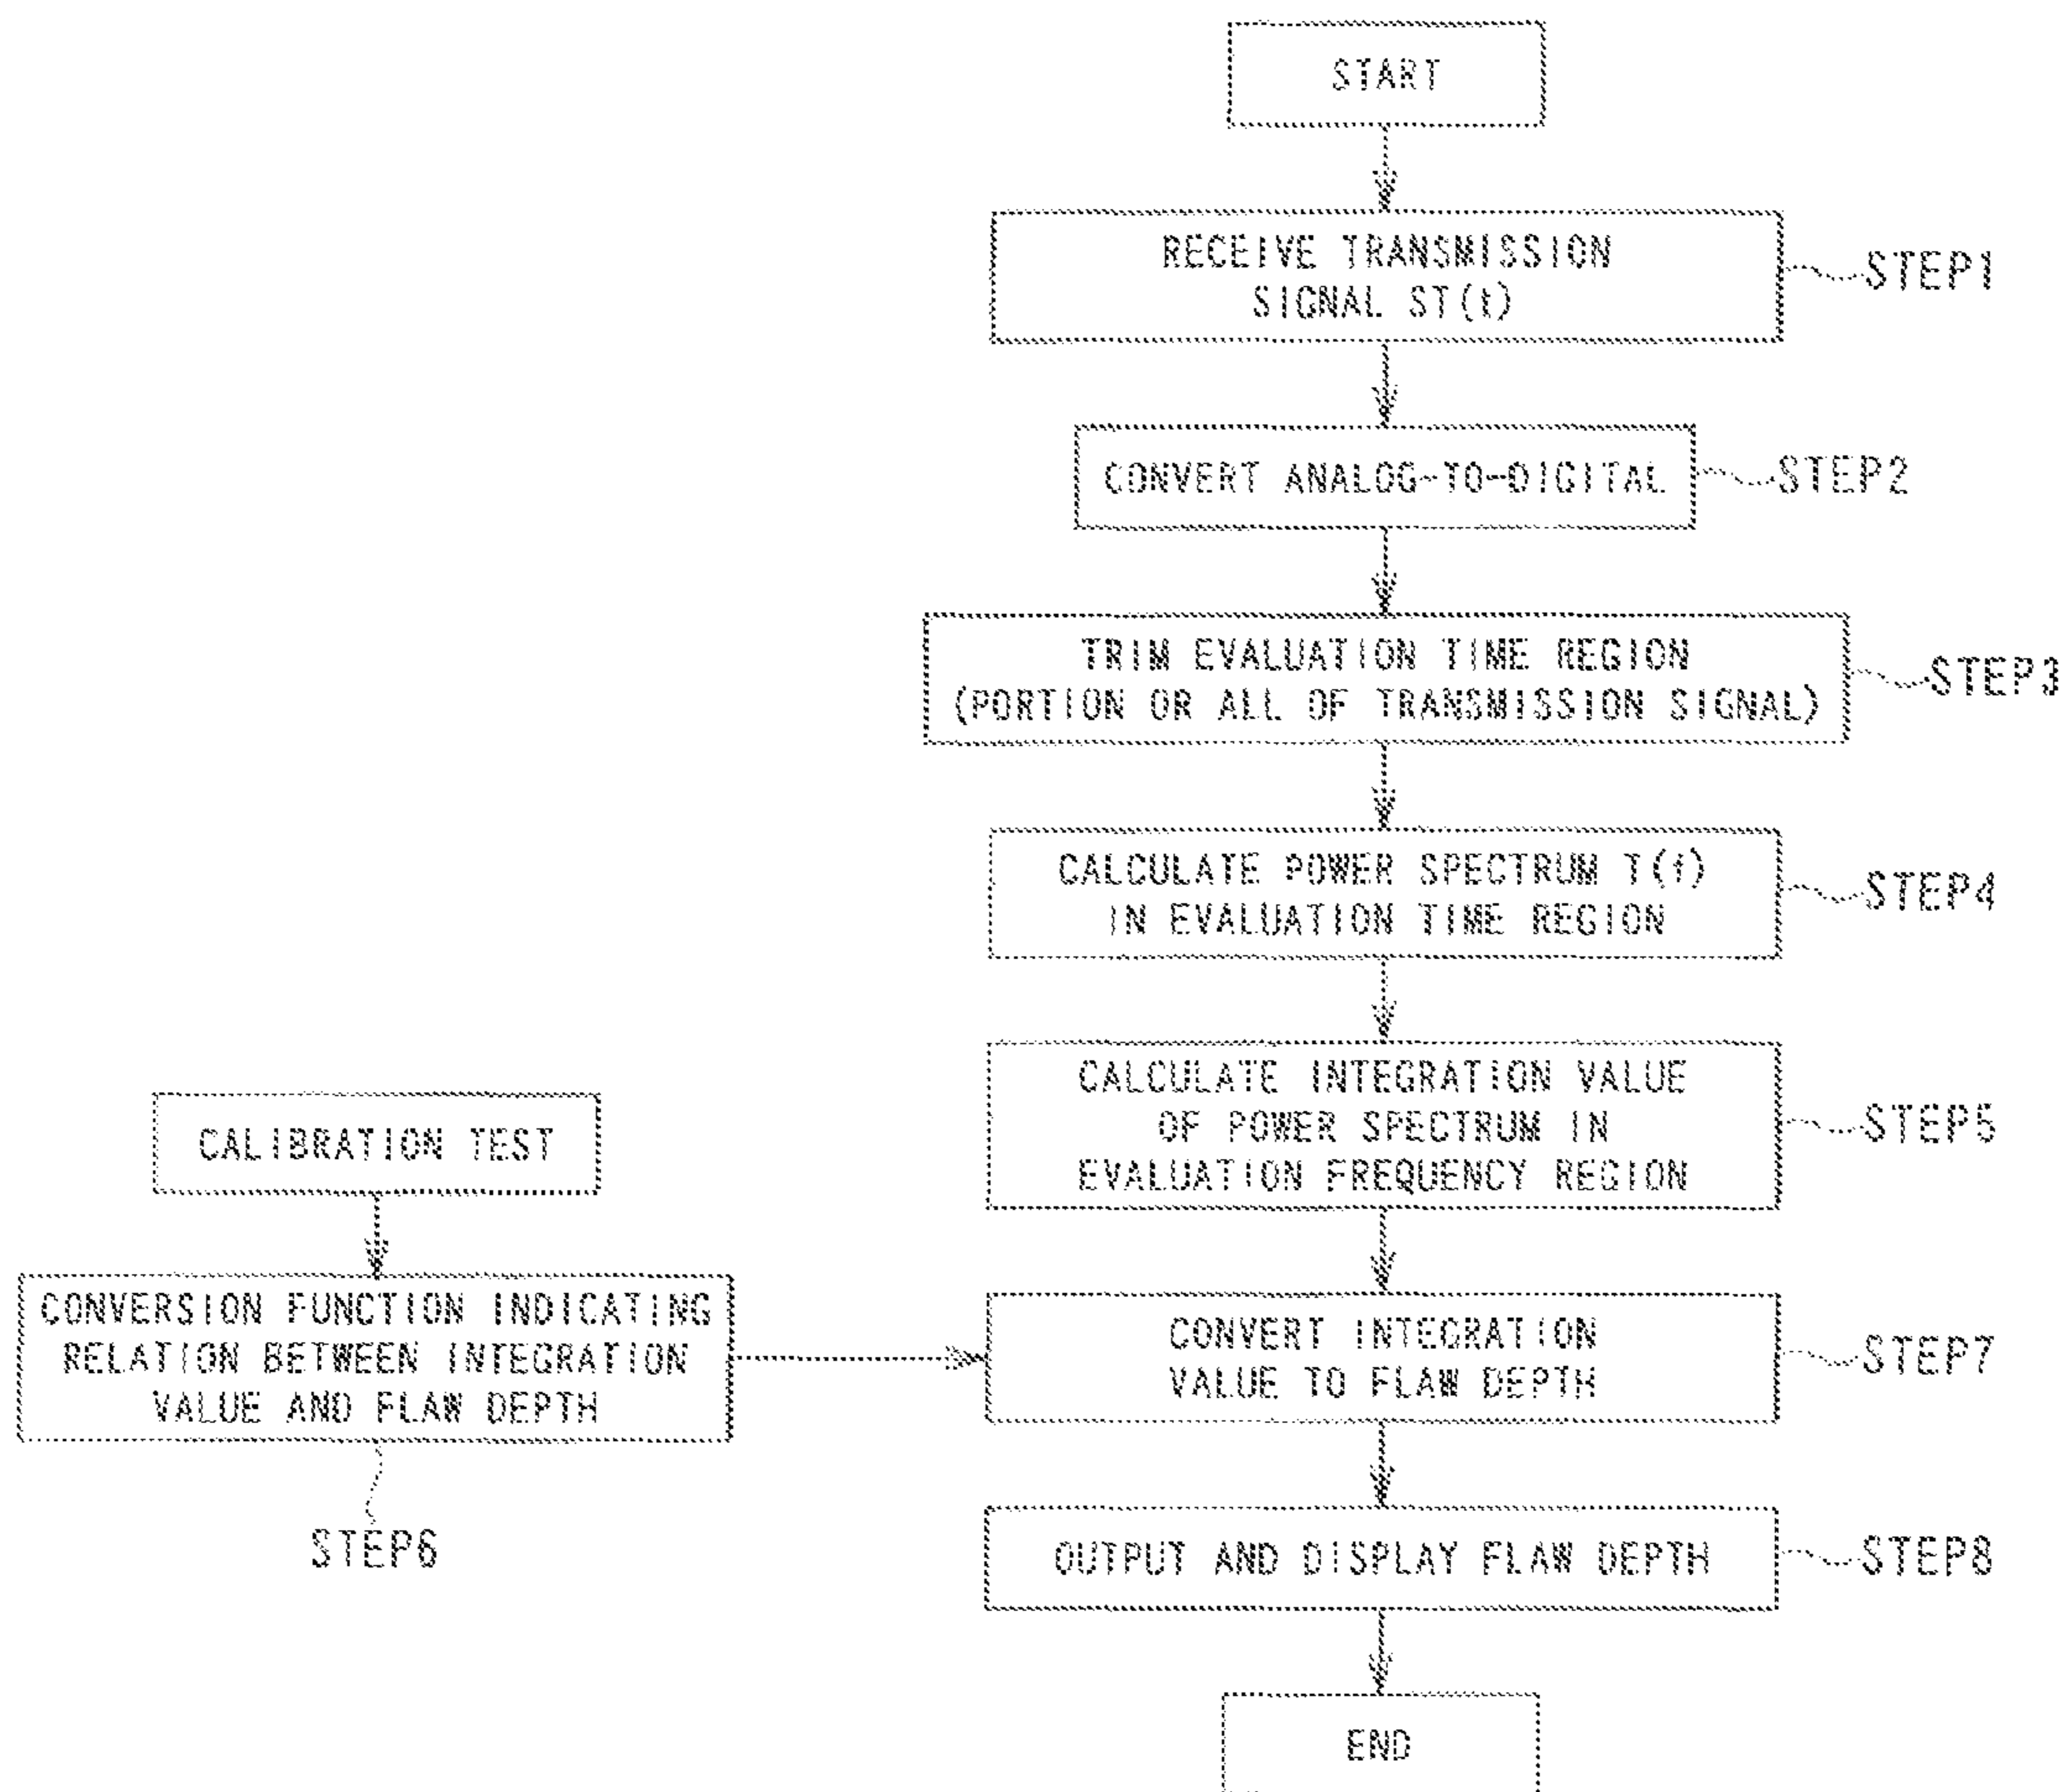 START
RECEIVE TRANSMISSION
SIGNAL ST(t)
STEP1
CONVERT ANALOG-TO-DIGITAL
STEP2
TRIM EVALUATION TIME REGION
(PORTION OR ALL OF TRANSMISSION SIGNAL)
STEP3
CALCULATE POWER SPECTRUM T(f)
IN EVALUATION TIME REGION
STEP4
CALCULATE INTEGRATION VALUE
OF POWER SPECTRUM IN
EVALUATION FREQUENCY REGION
STEP5
CALIBRATION TEST
CONVERSION FUNCTION INDICATING
RELATION BETWEEN INTEGRATION
VALUE AND FLAW DEPTH
STEP6
CONVERT INTEGRATION
VALUE TO FLAW DEPTH
STEP7
OUTPUT AND DISPLAY FLAW DEPTH
STEP8
END